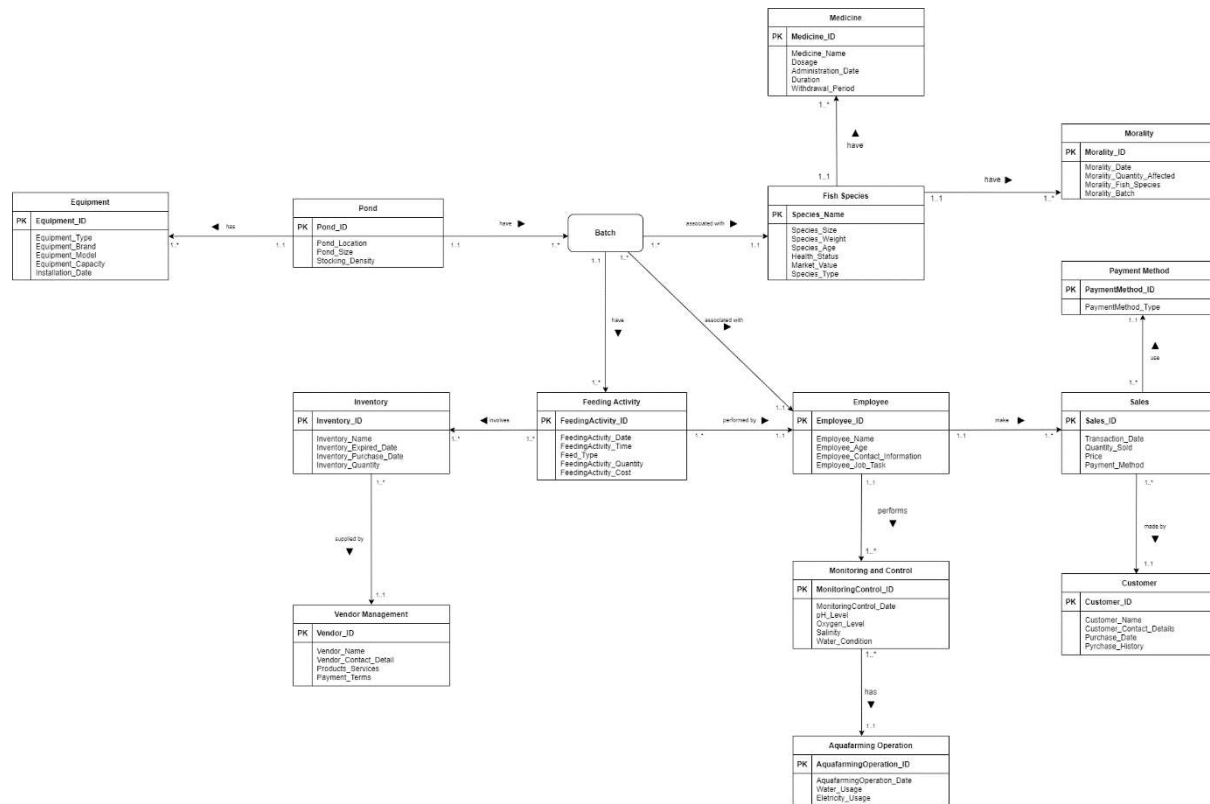 Medicine
PK Medicine_ID
Medicine_Name
Dosage
Administration_Date
Duration
Withdrawal_Period
1..*
have
1..1
Morality
PK Morality_ID
Morality_Date
Morality_Quantity_Affected
Morality_Fish_Species
Morality_Batch
have
1..1
1..*
Equipment
PK Equipment_ID
Equipment_Type
Equipment_Brand
Equipment_Model
Equipment_Capacity
Installation_Date
has
1..*
1..1
Pond
PK Pond_ID
Pond_Location
Pond_Size
Stocking_Density
have
1..1
1..*
Batch
associated with
1..*
1..*
Fish Species
PK Species_Name
Species_Size
Species_Weight
Species_Age
Health_Status
Market_Value
Species_Type
1..1
1..*
have
1..*
associated with
1..1
Payment Method
PK PaymentMethod_ID
PaymentMethod_Type
1..1
use
1..*
Inventory
PK Inventory_ID
Inventory_Name
Inventory_Expired_Date
Inventory_Purchase_Date
Inventory_Quantity
involves
1..*
1..*
Feeding Activity
PK FeedingActivity_ID
FeedingActivity_Date
FeedingActivity_Time
Feed_Type
FeedingActivity_Quantity
FeedingActivity_Cost
performed by
1..*
1..1
Employee
PK Employee_ID
Employee_Name
Employee_Age
Employee_Contact_Information
Employee_Job_Task
make
1..1
1..*
Sales
PK Sales_ID
Transaction_Date
Quantity_Sold
Price
Payment_Method
1..*
supplied by
1..1
1..1
performs
1..*
1..*
made by
1..1
Vendor Management
PK Vendor_ID
Vendor_Name
Vendor_Contact_Detail
Products_Services
Payment_Terms
Monitoring and Control
PK MonitoringControl_ID
MonitoringControl_Date
pH_Level
Oxygen_Level
Salinity
Water_Condition
Customer
PK Customer_ID
Customer_Name
Customer_Contact_Details
Purchase_Date
Pyrchase_History
1..*
has
1..1
Aquafarming Operation
PK AquafarmingOperation_ID
AquafarmingOperation_Date
Water_Usage
Eletricity_Usage